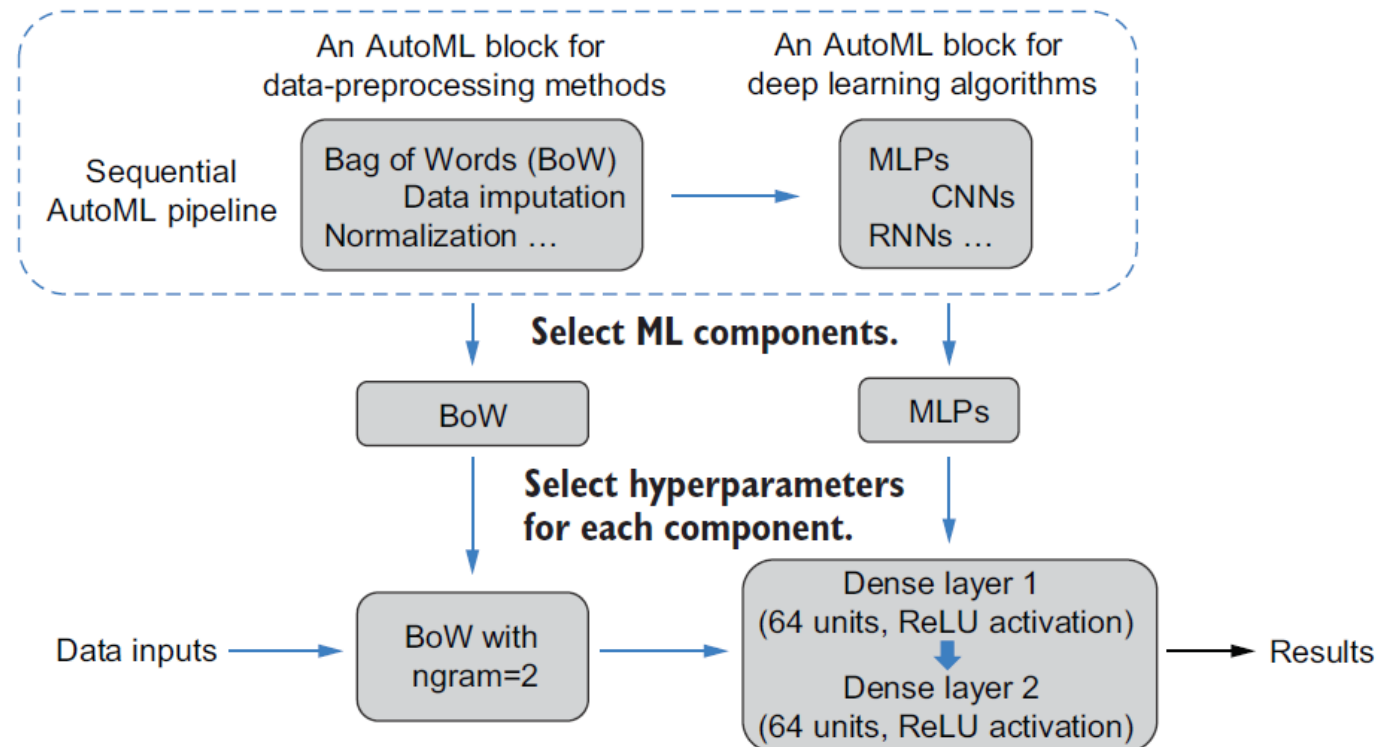 An AutoML block for
data-preprocessing methods
An AutoML block for
deep learning algorithms
Sequential
AutoML pipeline
Bag of Words (BoW)
Data imputation
Normalization …
MLPs
CNNs
RNNs …
Select ML components.
BoW
MLPs
Select hyperparameters
for each component.
Data inputs
BoW with
ngram=2
Dense layer 1
(64 units, ReLU activation)
Dense layer 2
(64 units, ReLU activation)
Results